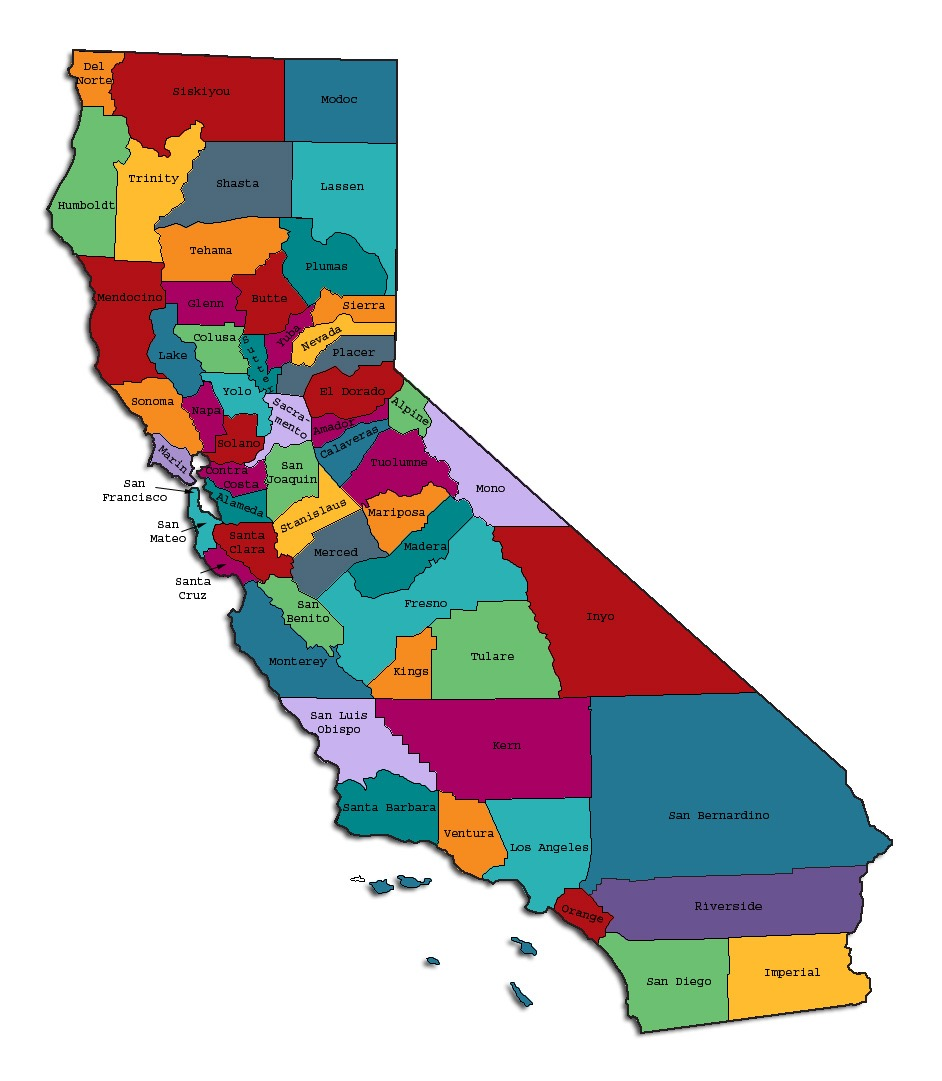 Del
Norte
Siskiyou
Modoc
Trinity
Shasta
Lassen
Humboldt
Tehama
Plumas
Mendocino
Glenn
Butte
Sierra
Yuba
Nevada
Colusa
Sutter
Lake
Placer
Yolo
El Dorado
Sonoma
Napa
Sacra-
mento
Alpine
Amador
Solano
Calaveras
Marin
Contra
Costa
San
Joaquin
Tuolumne
Mono
San
Francisco
Alameda
Stanislaus
Mariposa
San
Mateo
Santa
Clara
Merced
Madera
Santa
Cruz
San
Benito
Fresno
Inyo
Monterey
Kings
Tulare
San Luis
Obispo
Kern
Santa Barbara
Ventura
Los Angeles
San Bernardino
Orange
Riverside
San Diego
Imperial